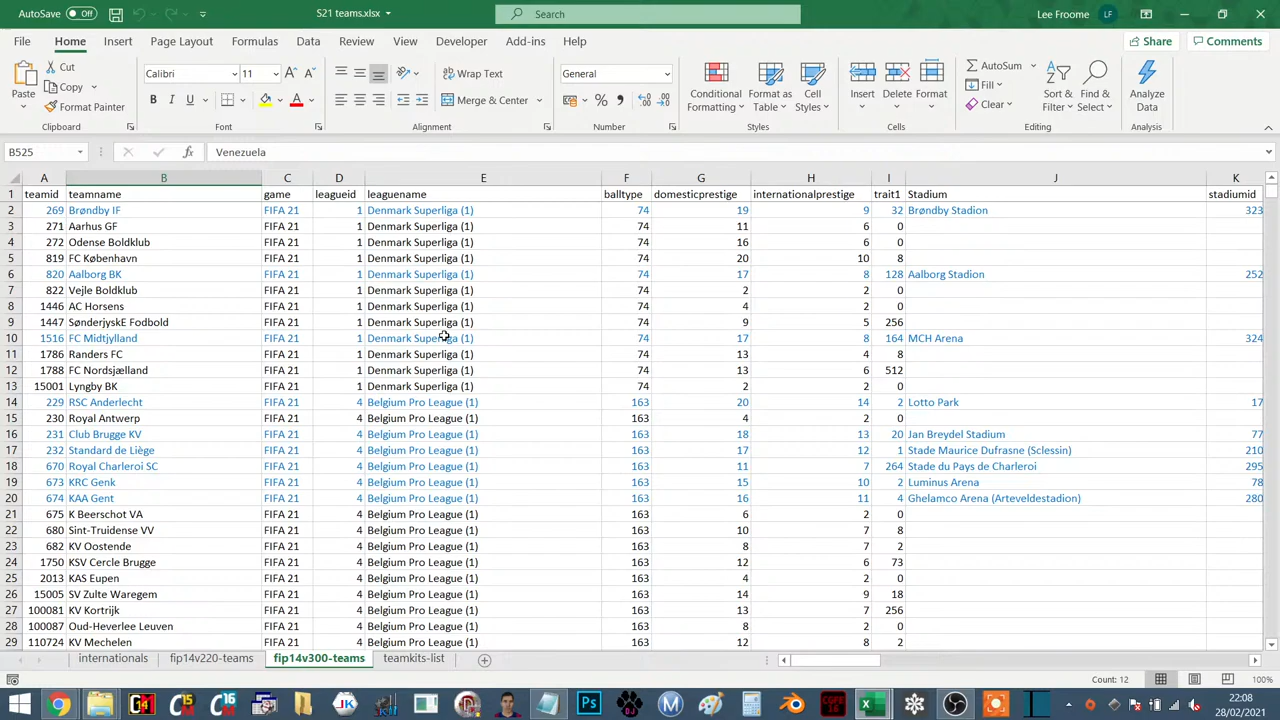 AutoSave Off S21 teams.xlsx Search Lee Froome LF
File Home Insert Page Layout Formulas Data Review View Developer Add-ins Help Share Comments
Paste Cut Copy Format Painter Calibri 11 Wrap Text Merge & Center General Conditional Formatting Format as Table Cell Styles Insert Delete Format AutoSum Fill Clear Sort & Filter Find & Select Analyze Data
Clipboard Font Alignment Number Styles Cells Editing Analysis
B525 fx Venezuela
A B C D E F G H I J K
1 teamid teamname game leagueid leaguename balltype domesticprestige internationalprestige trait1 Stadium stadiumid
2 269 Brøndby IF FIFA 21 1 Denmark Superliga (1) 74 19 9 32 Brøndby Stadion 323
3 271 Aarhus GF FIFA 21 1 Denmark Superliga (1) 74 11 6 0
4 272 Odense Boldklub FIFA 21 1 Denmark Superliga (1) 74 16 6 0
5 819 FC København FIFA 21 1 Denmark Superliga (1) 74 20 10 8
6 820 Aalborg BK FIFA 21 1 Denmark Superliga (1) 74 17 8 128 Aalborg Stadion 252
7 822 Vejle Boldklub FIFA 21 1 Denmark Superliga (1) 74 2 2 0
8 1446 AC Horsens FIFA 21 1 Denmark Superliga (1) 74 4 2 0
9 1447 SønderjyskE Fodbold FIFA 21 1 Denmark Superliga (1) 74 9 5 256
10 1516 FC Midtjylland FIFA 21 1 Denmark Superliga (1) 74 17 8 164 MCH Arena 324
11 1786 Randers FC FIFA 21 1 Denmark Superliga (1) 74 13 4 8
12 1788 FC Nordsjælland FIFA 21 1 Denmark Superliga (1) 74 13 6 512
13 15001 Lyngby BK FIFA 21 1 Denmark Superliga (1) 74 2 2 0
14 229 RSC Anderlecht FIFA 21 4 Belgium Pro League (1) 163 20 14 2 Lotto Park 17
15 230 Royal Antwerp FIFA 21 4 Belgium Pro League (1) 163 4 2 0
16 231 Club Brugge KV FIFA 21 4 Belgium Pro League (1) 163 18 13 20 Jan Breydel Stadium 77
17 232 Standard de Liège FIFA 21 4 Belgium Pro League (1) 163 17 12 1 Stade Maurice Dufrasne (Sclessin) 210
18 670 Royal Charleroi SC FIFA 21 4 Belgium Pro League (1) 163 11 7 264 Stade du Pays de Charleroi 295
19 673 KRC Genk FIFA 21 4 Belgium Pro League (1) 163 15 10 2 Luminus Arena 78
20 674 KAA Gent FIFA 21 4 Belgium Pro League (1) 163 16 11 4 Ghelamco Arena (Arteveldestadion) 280
21 675 K Beerschot VA FIFA 21 4 Belgium Pro League (1) 163 6 2 0
22 680 Sint-Truidense VV FIFA 21 4 Belgium Pro League (1) 163 10 7 8
23 682 KV Oostende FIFA 21 4 Belgium Pro League (1) 163 8 7 2
24 1750 KSV Cercle Brugge FIFA 21 4 Belgium Pro League (1) 163 12 6 73
25 2013 KAS Eupen FIFA 21 4 Belgium Pro League (1) 163 4 2 0
26 15005 SV Zulte Waregem FIFA 21 4 Belgium Pro League (1) 163 14 9 18
27 100081 KV Kortrijk FIFA 21 4 Belgium Pro League (1) 163 13 7 256
28 100087 Oud-Heverlee Leuven FIFA 21 4 Belgium Pro League (1) 163 8 2 0
29 110724 KV Mechelen FIFA 21 4 Belgium Pro League (1) 163 12 8 2
internationals fip14v220-teams fip14v300-teams teamkits-list
Count: 12 100%
22:08
28/02/2021